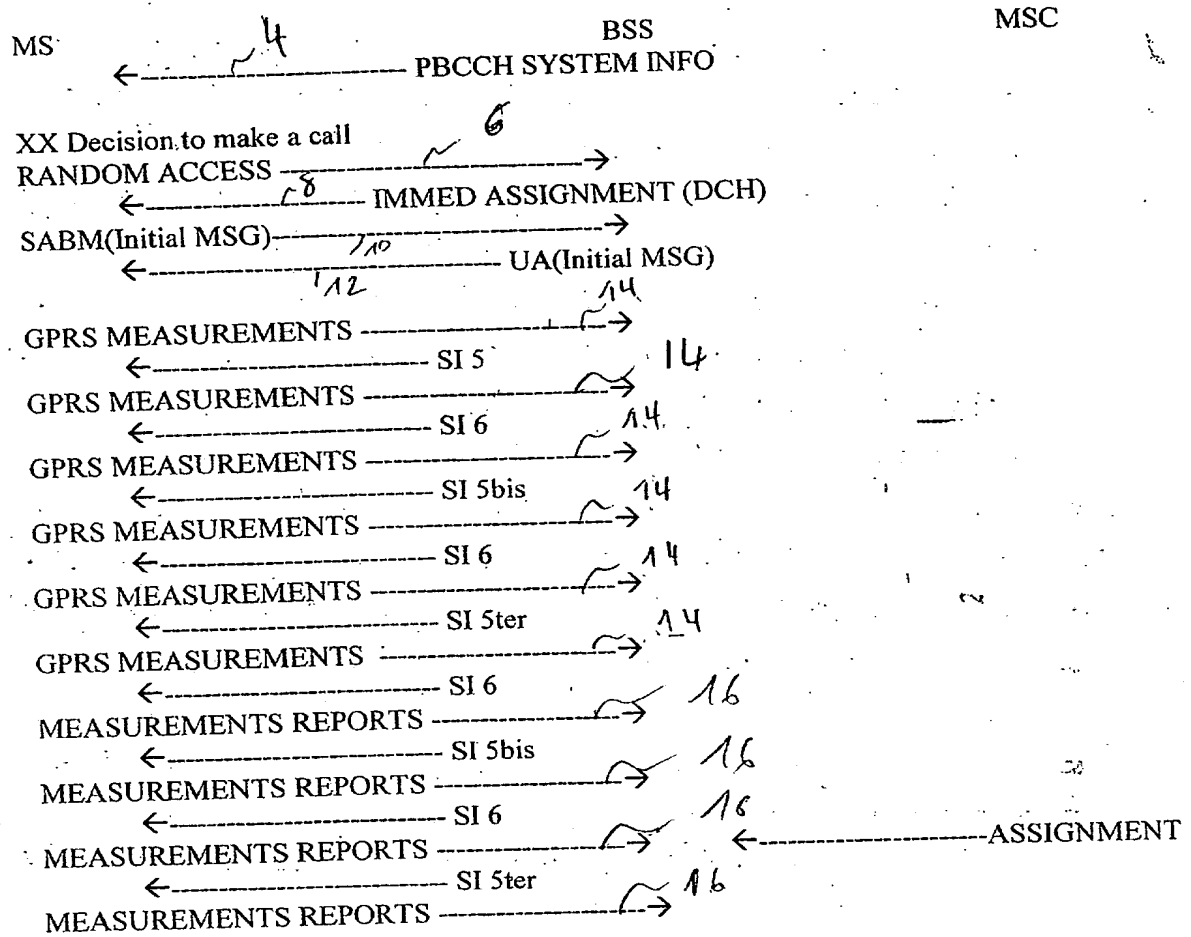 MS BSS MSC
4
←---------- PBCCH SYSTEM INFO
XX Decision to make a call
6
RANDOM ACCESS ----------→
8
←---------- IMMED ASSIGNMENT (DCH)
SABM(Initial MSG)----------→
10
←---------- UA(Initial MSG)
12
14
GPRS MEASUREMENTS ----------→
←---------- SI 5
14
GPRS MEASUREMENTS ----------→
←---------- SI 6
14
GPRS MEASUREMENTS ----------→
←---------- SI 5bis
14
GPRS MEASUREMENTS ----------→
←---------- SI 6
14
GPRS MEASUREMENTS ----------→
←---------- SI 5ter
14
GPRS MEASUREMENTS ----------→
←---------- SI 6
16
MEASUREMENTS REPORTS ----------→
←---------- SI 5bis
16
MEASUREMENTS REPORTS ----------→
←---------- SI 6
16
MEASUREMENTS REPORTS ----------→ ←----------ASSIGNMENT
←---------- SI 5ter
16
MEASUREMENTS REPORTS ----------→